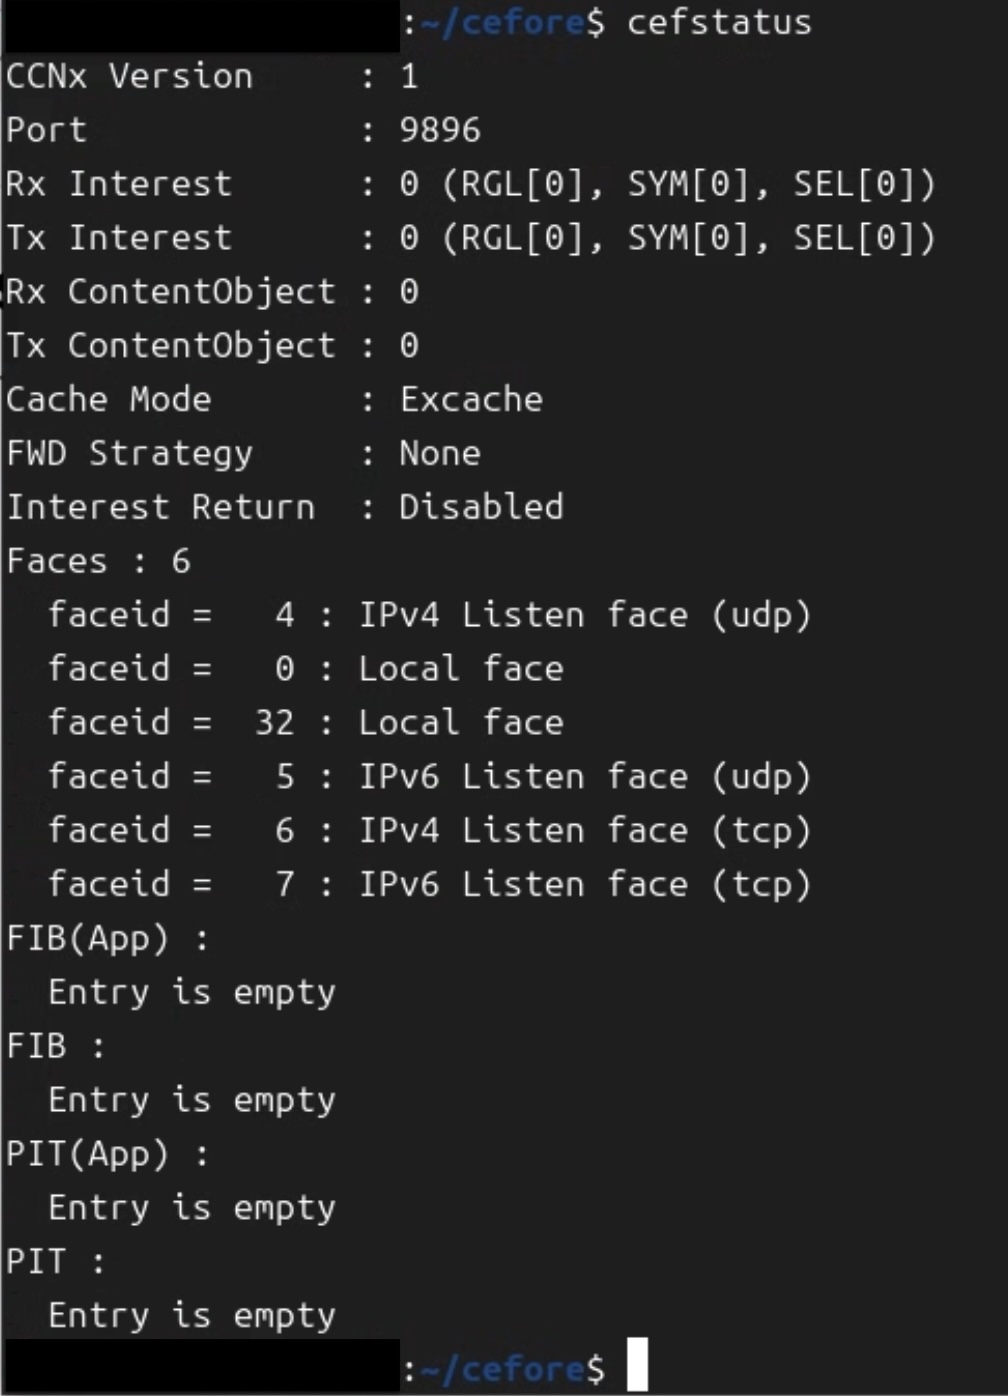 :~/cefore$ cefstatus
CCNx Version     : 1
Port             : 9896
Rx Interest      : 0 (RGL[0], SYM[0], SEL[0])
Tx Interest      : 0 (RGL[0], SYM[0], SEL[0])
Rx ContentObject : 0
Tx ContentObject : 0
Cache Mode       : Excache
FWD Strategy     : None
Interest Return  : Disabled
Faces : 6
  faceid =   4 : IPv4 Listen face (udp)
  faceid =   0 : Local face
  faceid =  32 : Local face
  faceid =   5 : IPv6 Listen face (udp)
  faceid =   6 : IPv4 Listen face (tcp)
  faceid =   7 : IPv6 Listen face (tcp)
FIB(App) :
  Entry is empty
FIB :
  Entry is empty
PIT(App) :
  Entry is empty
PIT :
  Entry is empty
:~/cefore$